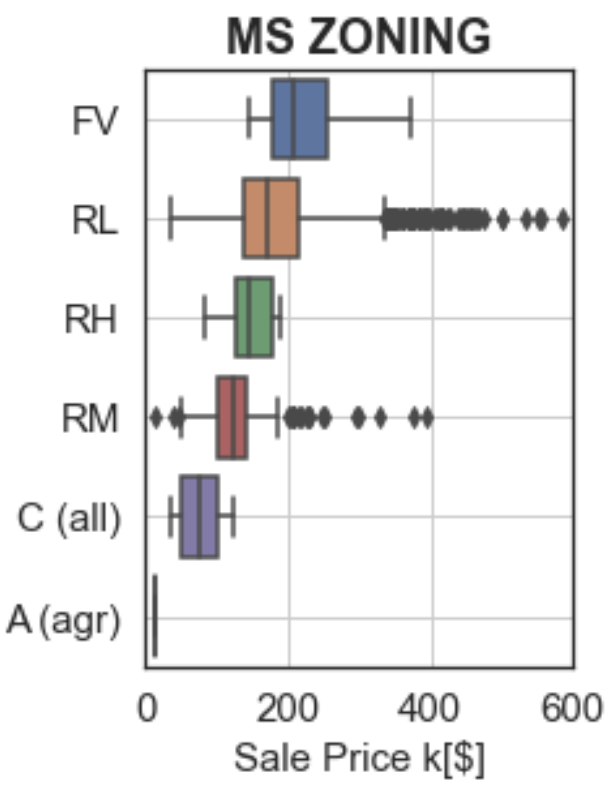 MS ZONING
FV
RL
RH
RM
C (all)
A (agr)
0 200 400 600
Sale Price k[$]